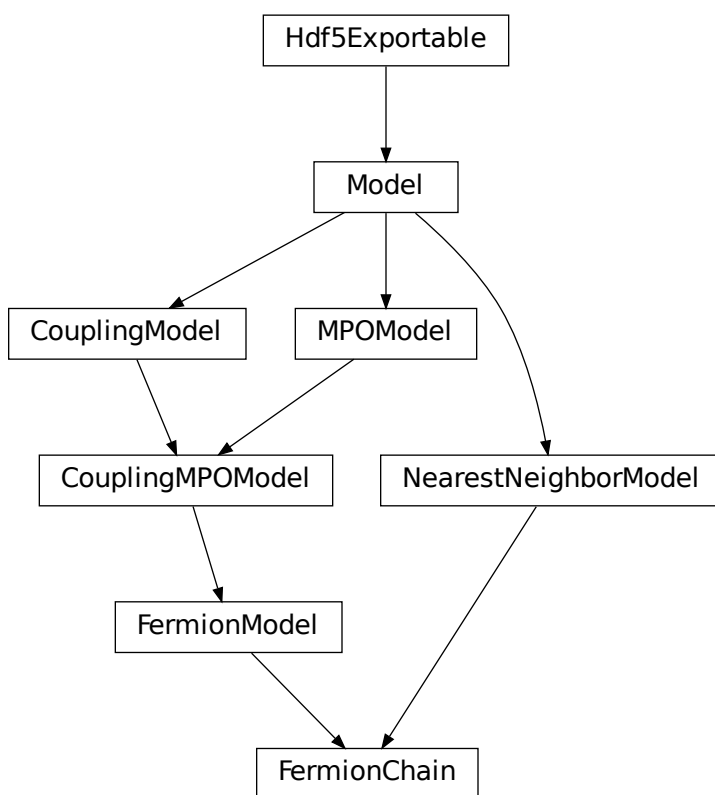 Hdf5Exportable
Model
CouplingModel
MPOModel
CouplingMPOModel
NearestNeighborModel
FermionModel
FermionChain